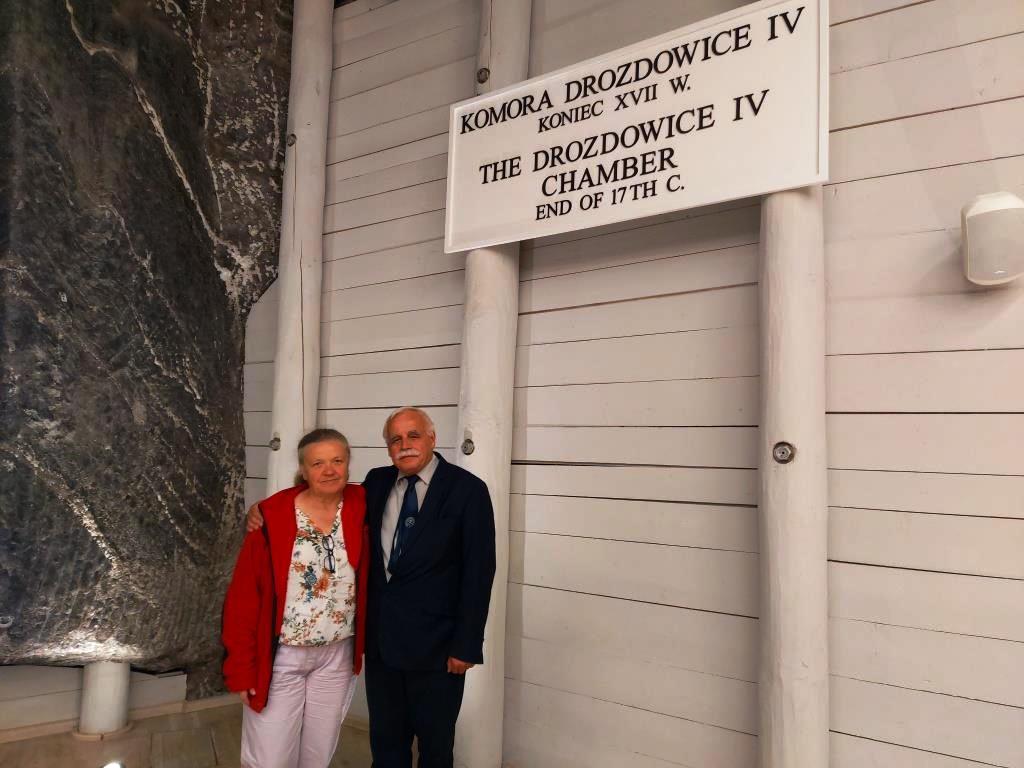 KOMORA DROZDOWICE IV
KONIEC XVII W.
THE DROZDOWICE IV
CHAMBER
END OF 17TH C.